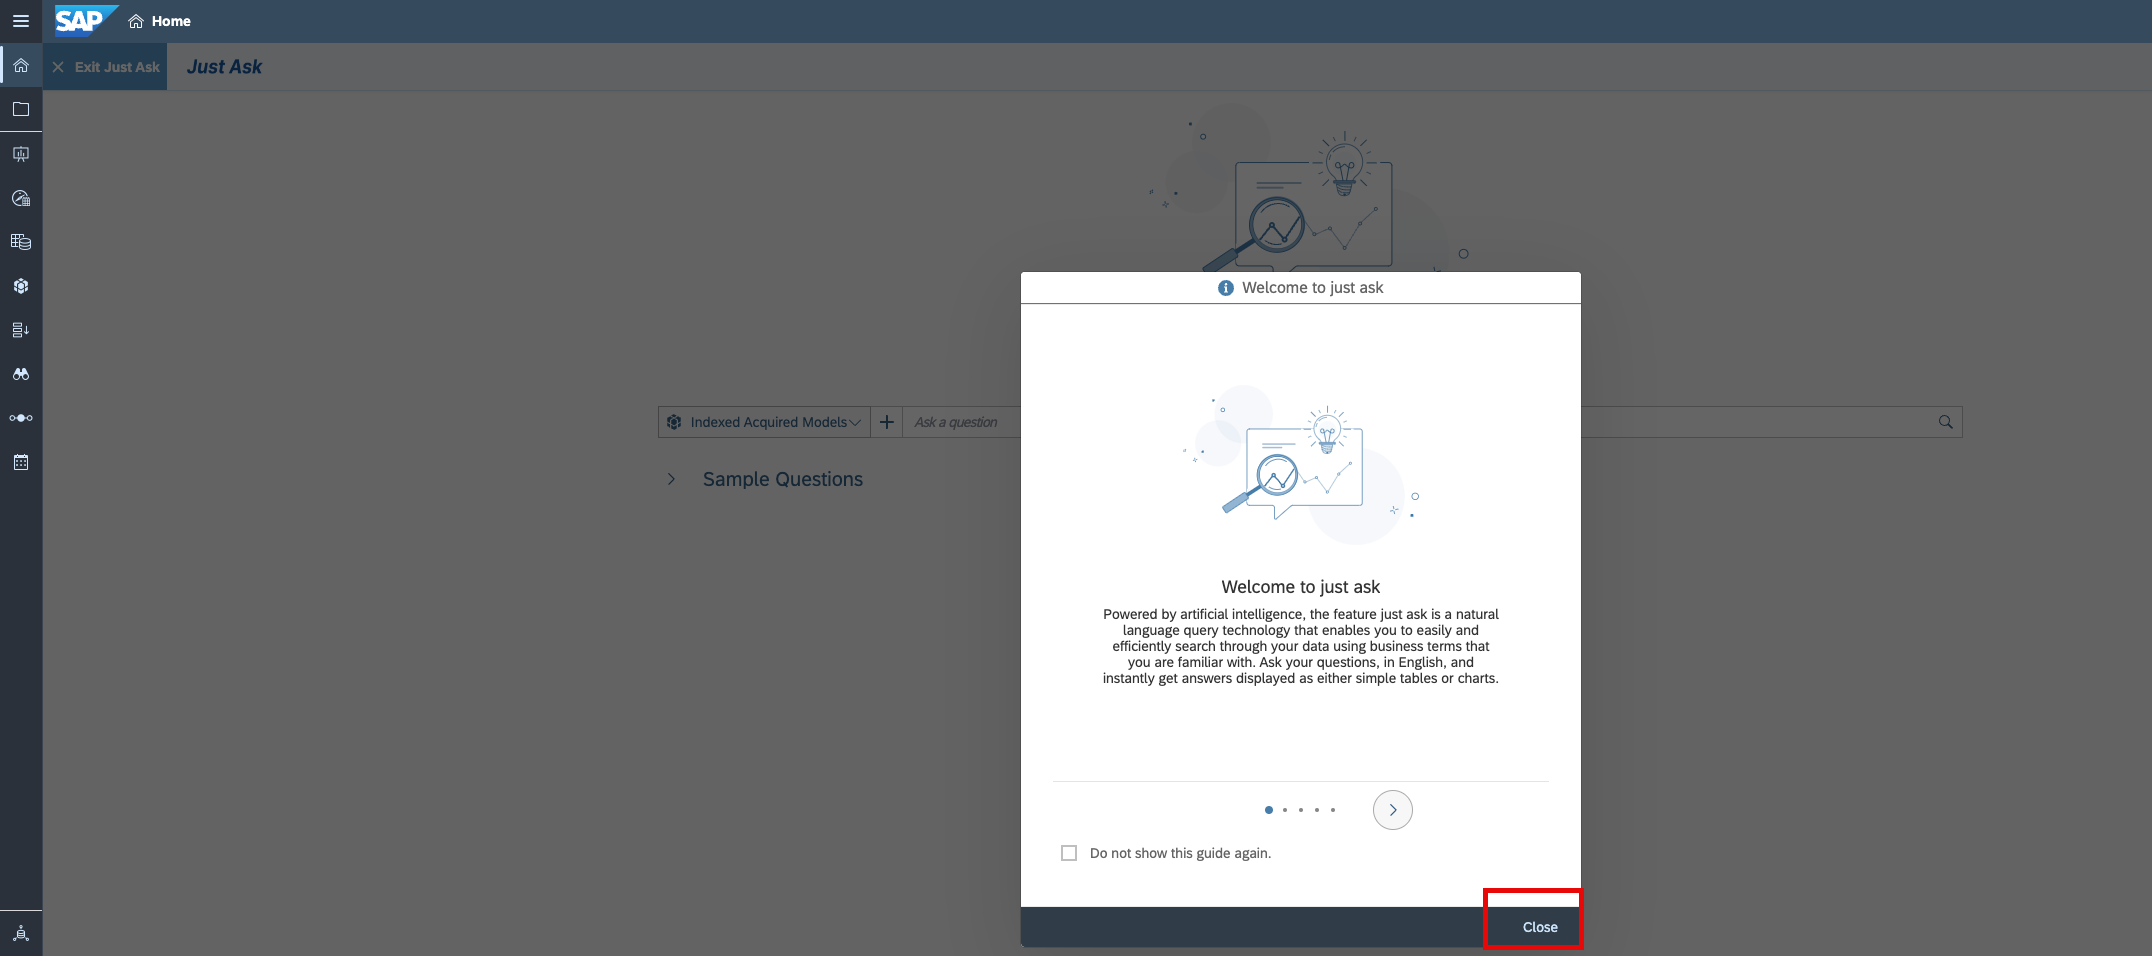 SAP Home
Exit Just Ask Just Ask
Welcome to just ask
Indexed Acquired Models Ask a question
Sample Questions
Welcome to just ask
Powered by artificial intelligence, the feature just ask is a natural
language query technology that enables you to easily and
efficiently search through your data using business terms that
you are familiar with. Ask your questions, in English, and
instantly get answers displayed as either simple tables or charts.
Do not show this guide again.
Close